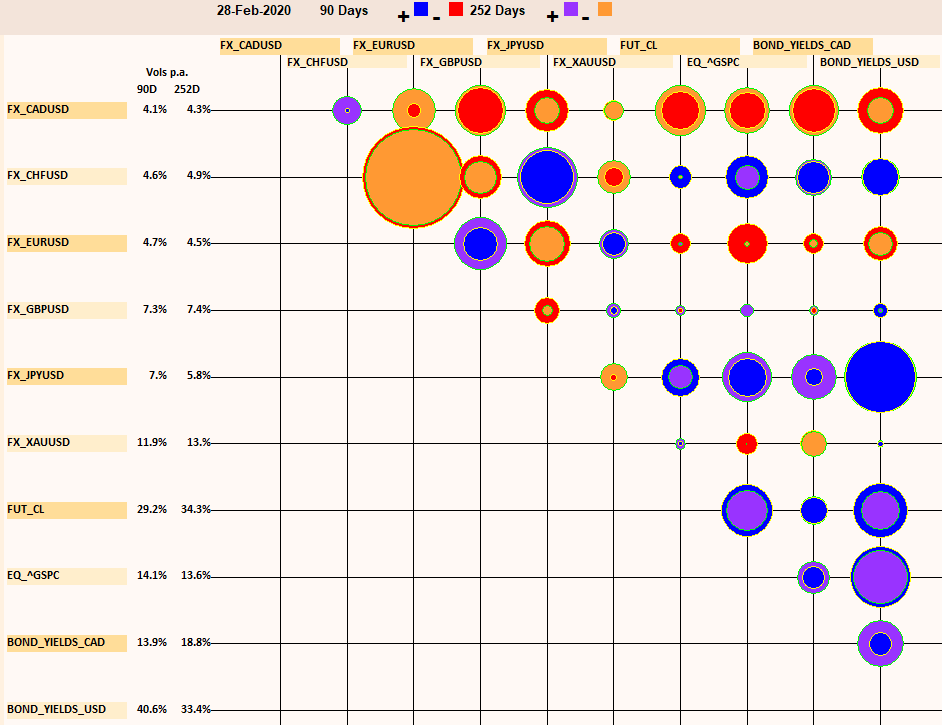 28-Feb-2020 90 Days + - 252 Days + -
FX_CADUSD FX_EURUSD FX_JPYUSD FUT_CL BOND_YIELDS_CAD
FX_CHFUSD FX_GBPUSD FX_XAUUSD EQ_^GSPC BOND_YIELDS_USD
Vols p.a.
90D 252D
FX_CADUSD 4.1% 4.3%
FX_CHFUSD 4.6% 4.9%
FX_EURUSD 4.7% 4.5%
FX_GBPUSD 7.3% 7.4%
FX_JPYUSD 7.% 5.8%
FX_XAUUSD 11.9% 13.%
FUT_CL 29.2% 34.3%
EQ_^GSPC 14.1% 13.6%
BOND_YIELDS_CAD 13.9% 18.8%
BOND_YIELDS_USD 40.6% 33.4%